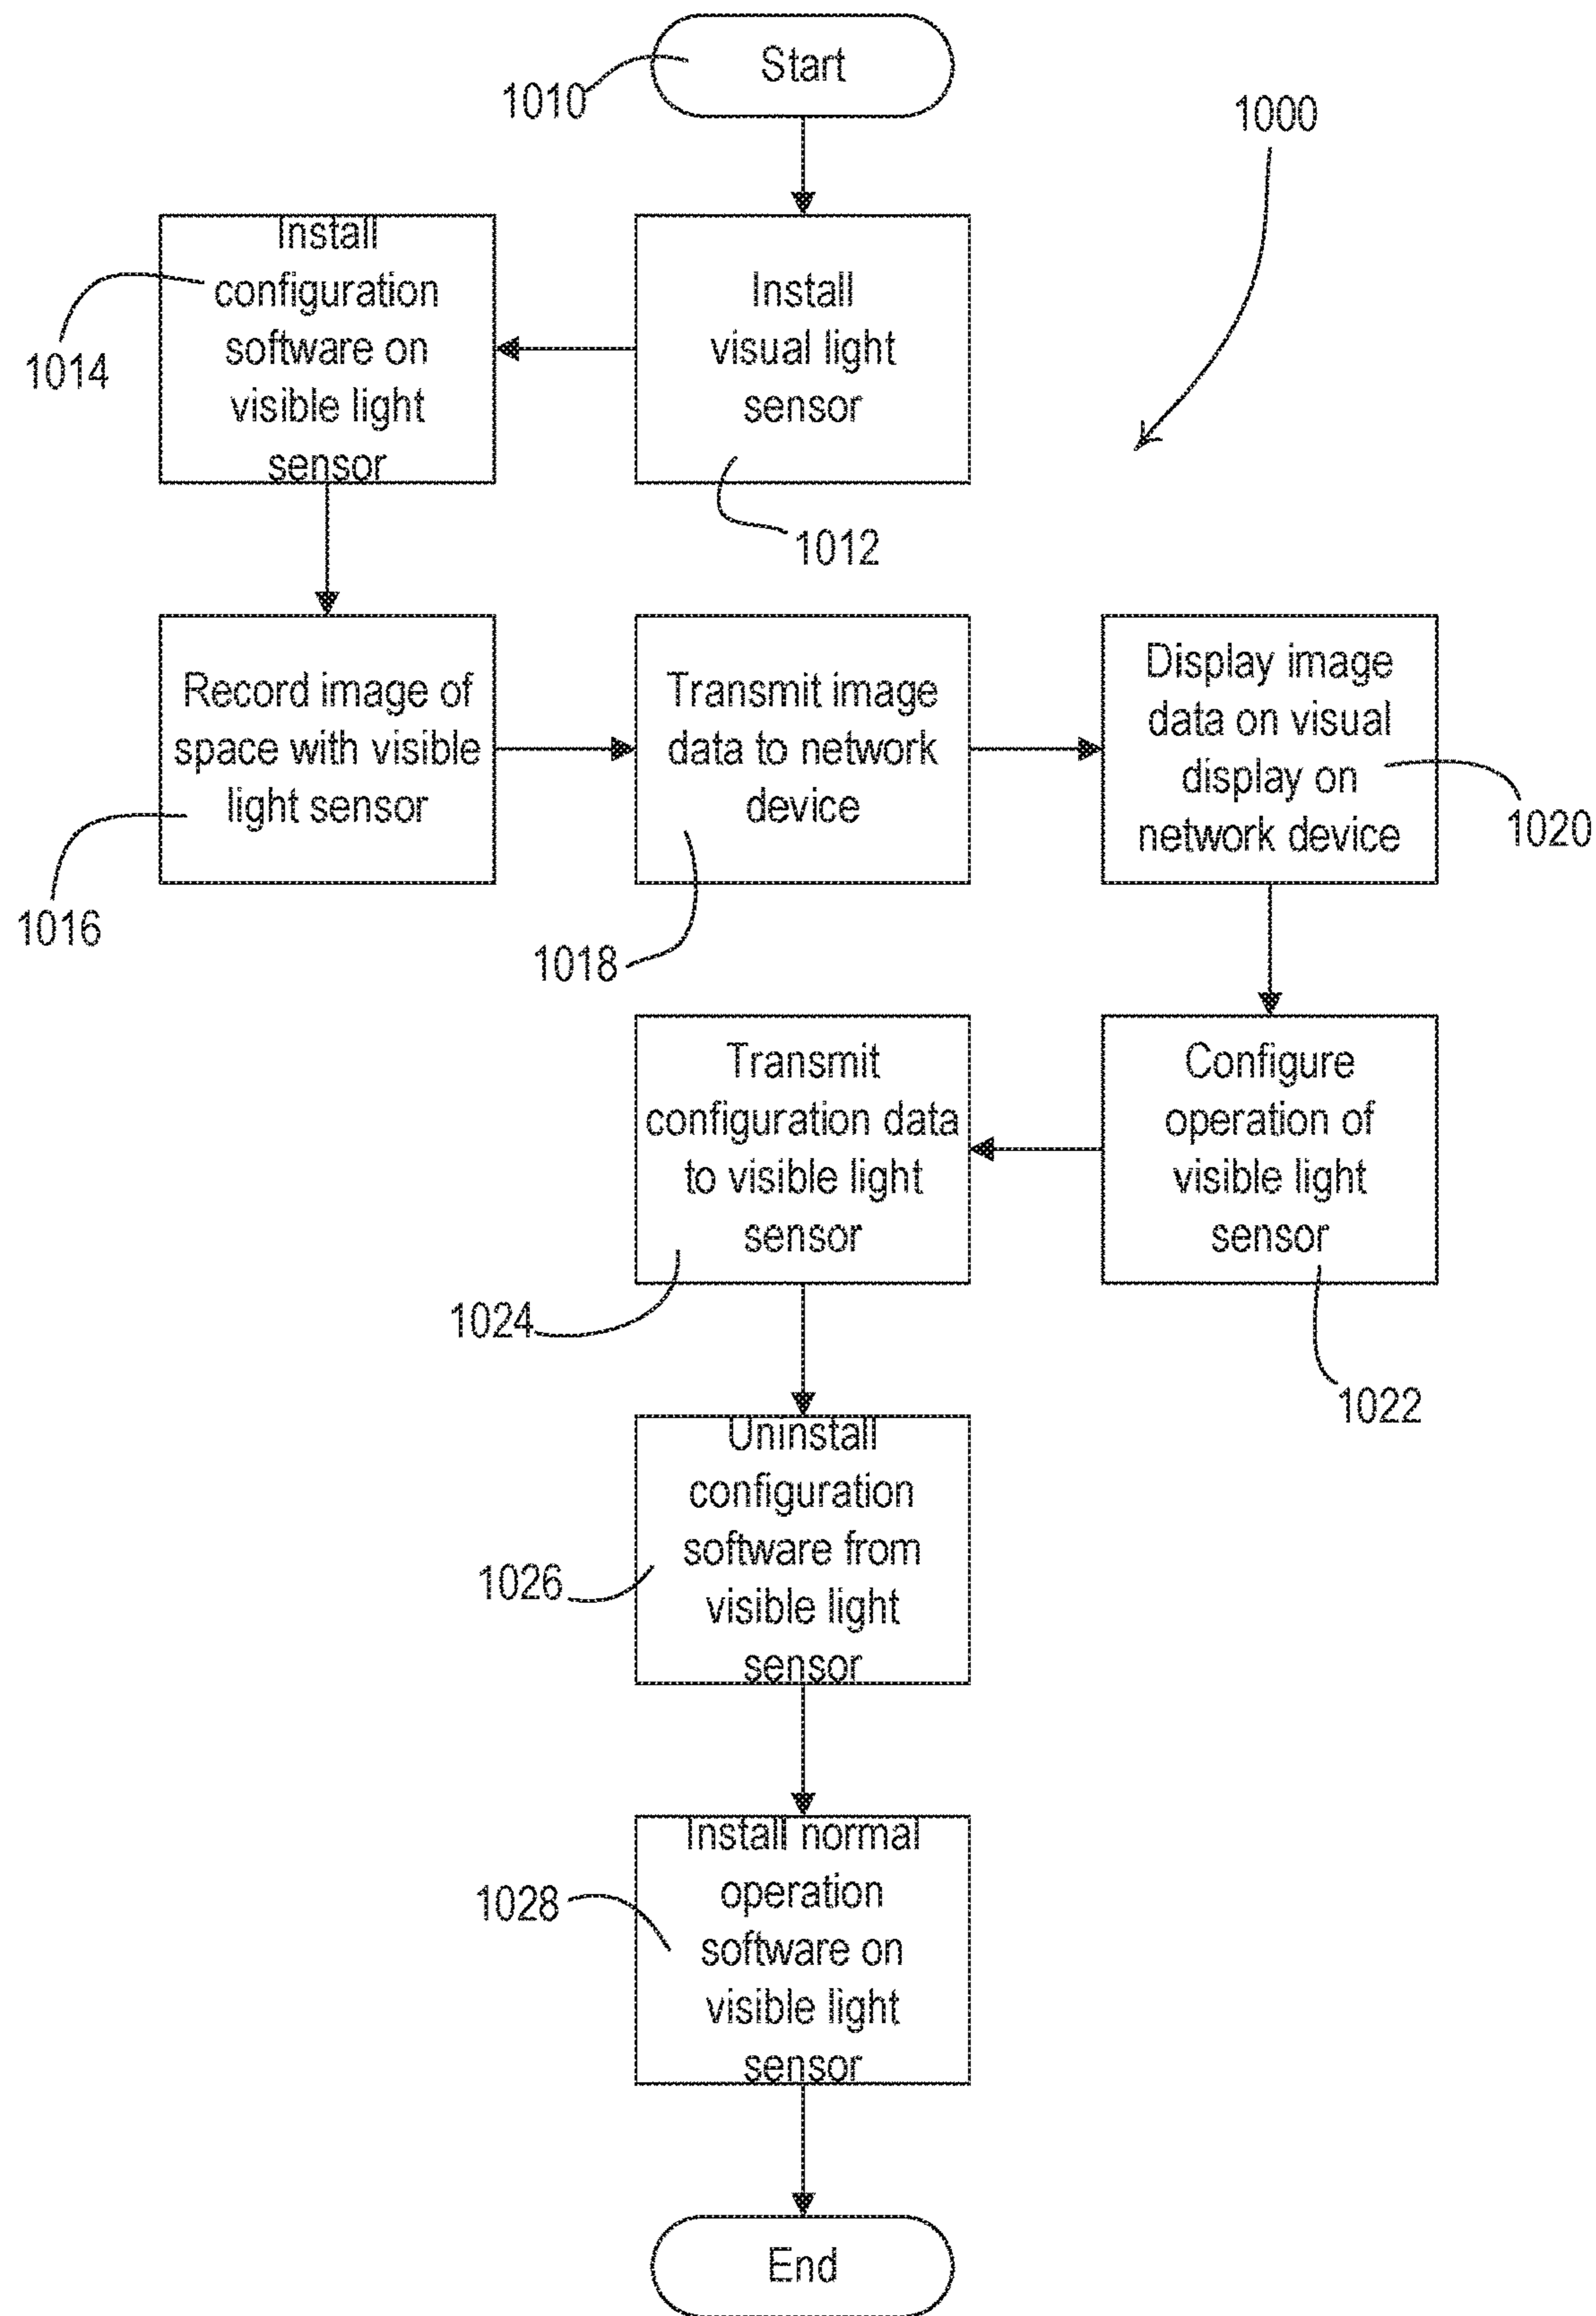 Start
1010
1000
Install
visual light
sensor
1012
Install
configuration
software on
visible light
sensor
1014
Record image of
space with visible
light sensor
1016
Transmit image
data to network
device
1018
Display image
data on visual
display on
network device
1020
Configure
operation of
visible light
sensor
1022
Transmit
configuration data
to visible light
sensor
1024
Uninstall
configuration
software from
visible light
sensor
1026
Install normal
operation
software on
visible light
sensor
1028
End